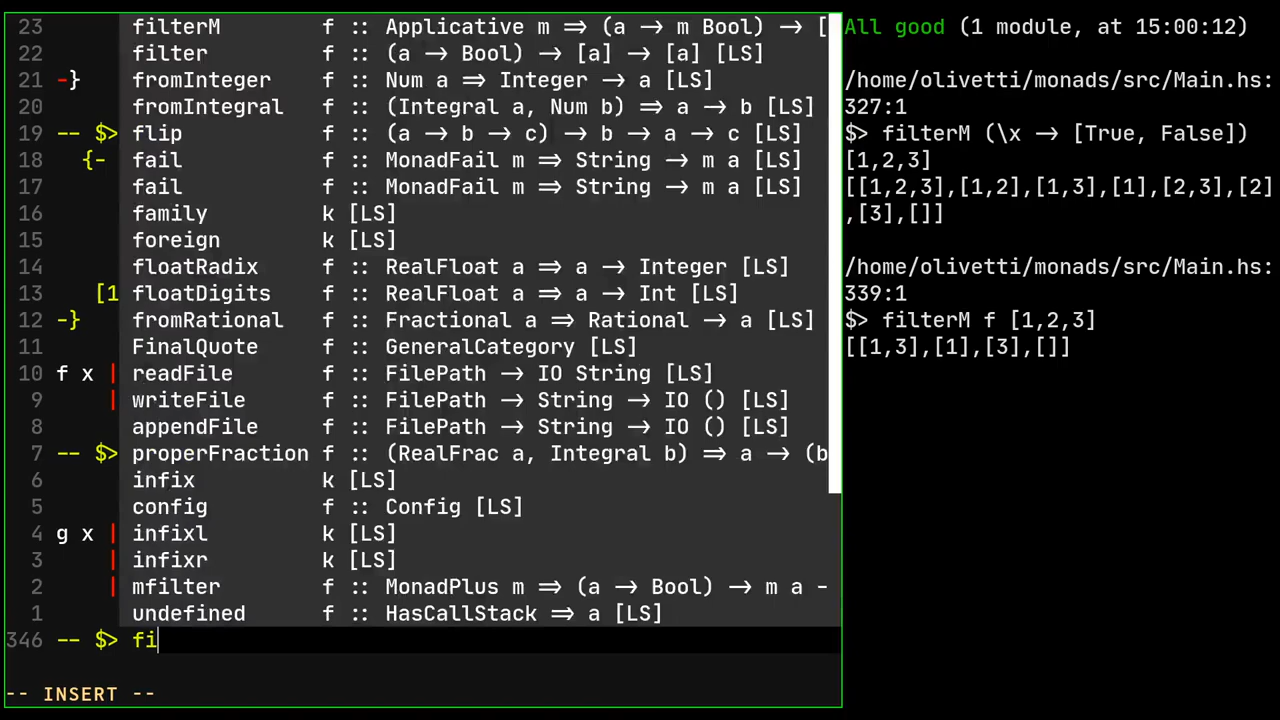 23 filterM f :: Applicative m ⇒ (a → m Bool) → [
22 filter f :: (a → Bool) → [a] → [a] [LS]
21 -} fromInteger f :: Num a ⇒ Integer → a [LS]
20 fromIntegral f :: (Integral a, Num b) ⇒ a → b [LS]
19 -- $> flip f :: (a → b → c) → b → a → c [LS]
18 {- fail f :: MonadFail m ⇒ String → m a [LS]
17 fail f :: MonadFail m ⇒ String → m a [LS]
16 family k [LS]
15 foreign k [LS]
14 floatRadix f :: RealFloat a ⇒ a → Integer [LS]
13 [1 floatDigits f :: RealFloat a ⇒ a → Int [LS]
12 -} fromRational f :: Fractional a ⇒ Rational → a [LS]
11 FinalQuote f :: GeneralCategory [LS]
10 f x | readFile f :: FilePath → IO String [LS]
9 | writeFile f :: FilePath → String → IO () [LS]
8 appendFile f :: FilePath → String → IO () [LS]
7 -- $> properFraction f :: (RealFrac a, Integral b) ⇒ a → (b
6 infix k [LS]
5 config f :: Config [LS]
4 g x | infixl k [LS]
3 | infixr k [LS]
2 | mfilter f :: MonadPlus m ⇒ (a → Bool) → m a -
1 undefined f :: HasCallStack ⇒ a [LS]
346 -- $> fi
-- INSERT --
All good (1 module, at 15:00:12)
/home/olivetti/monads/src/Main.hs:
327:1
$> filterM (\x → [True, False])
[1,2,3]
[[1,2,3],[1,2],[1,3],[1],[2,3],[2]
,[3],[]]
/home/olivetti/monads/src/Main.hs:
339:1
$> filterM f [1,2,3]
[[1,3],[1],[3],[]]